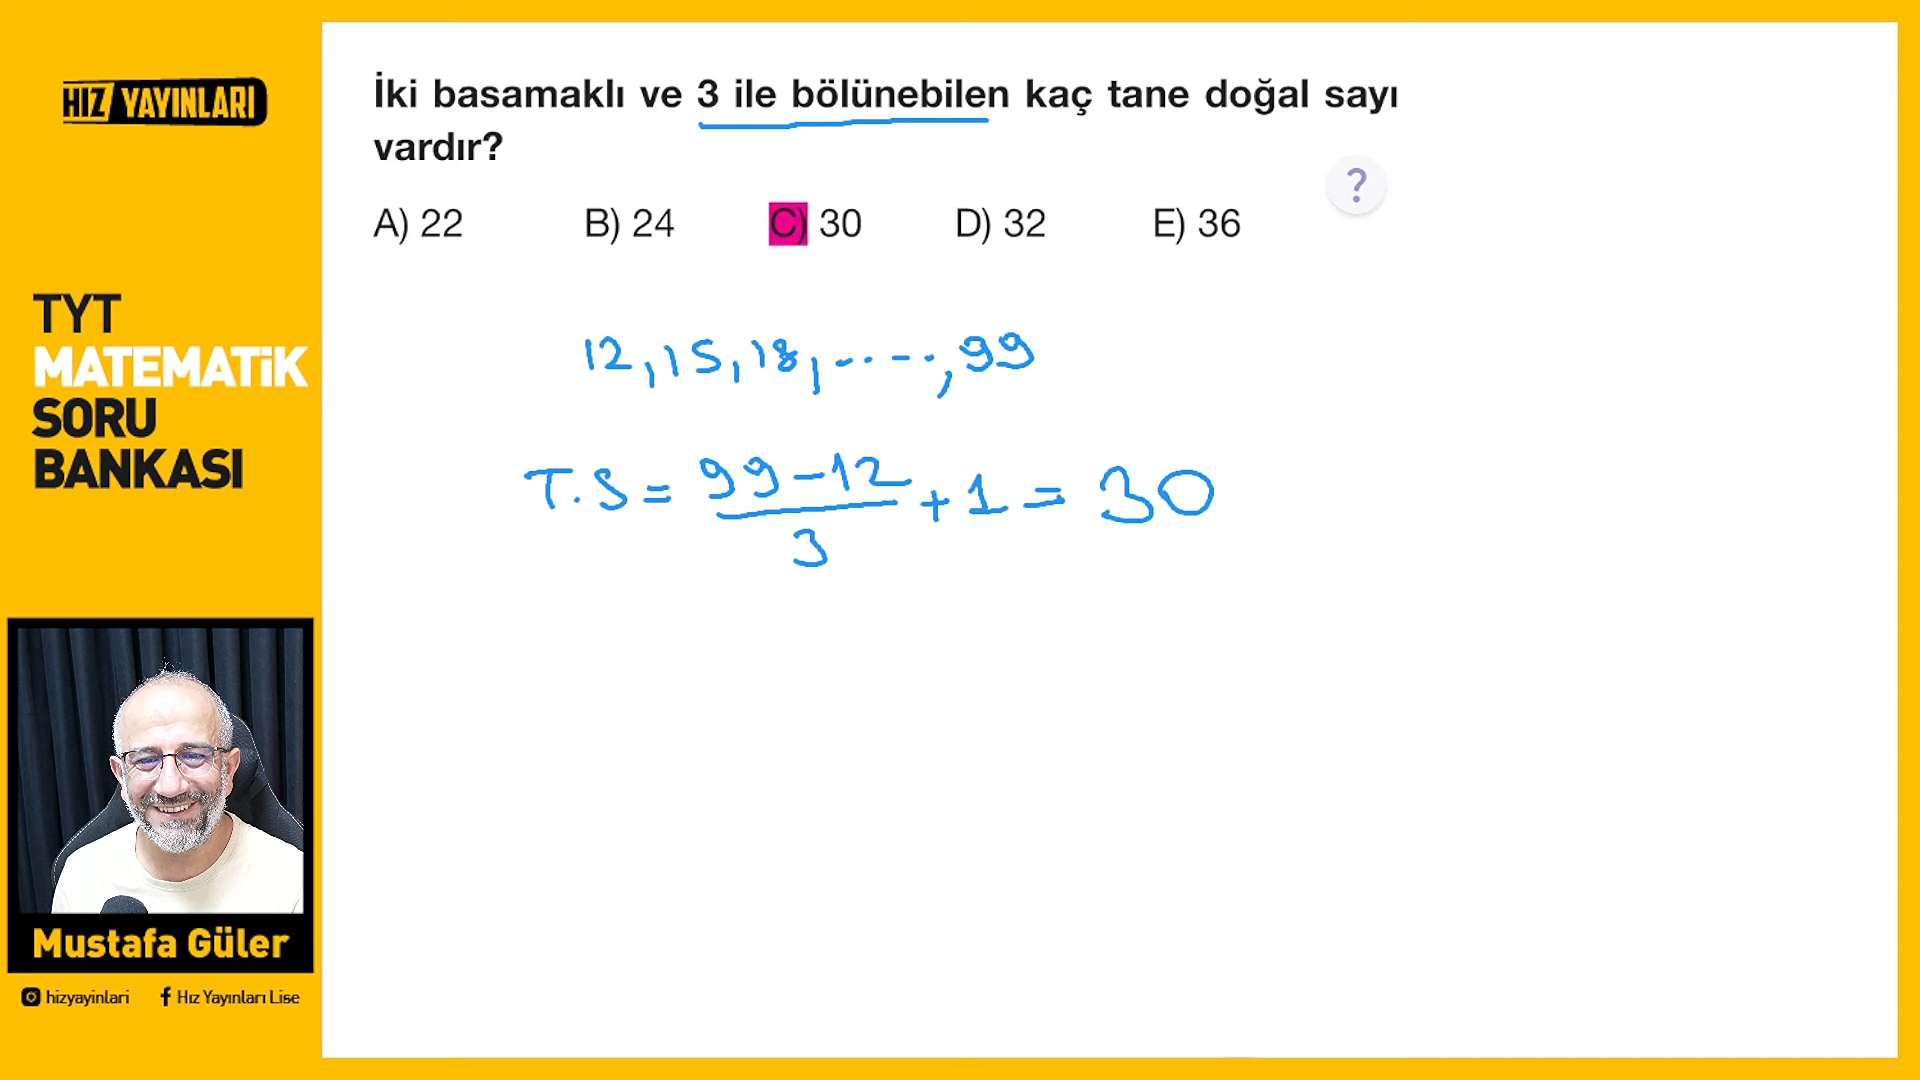 HIZ YAYINLARI
TYT
MATEMATİK
SORU
BANKASI
Mustafa Güler
hizyayinlari
Hız Yayınları Lise
İki basamaklı ve 3 ile bölünebilen kaç tane doğal sayı
vardır?
?
A) 22 B) 24 C) 30 D) 32 E) 36
12, 15, 18, ....., 99
T.S = 99 - 12 / 3 + 1 = 30